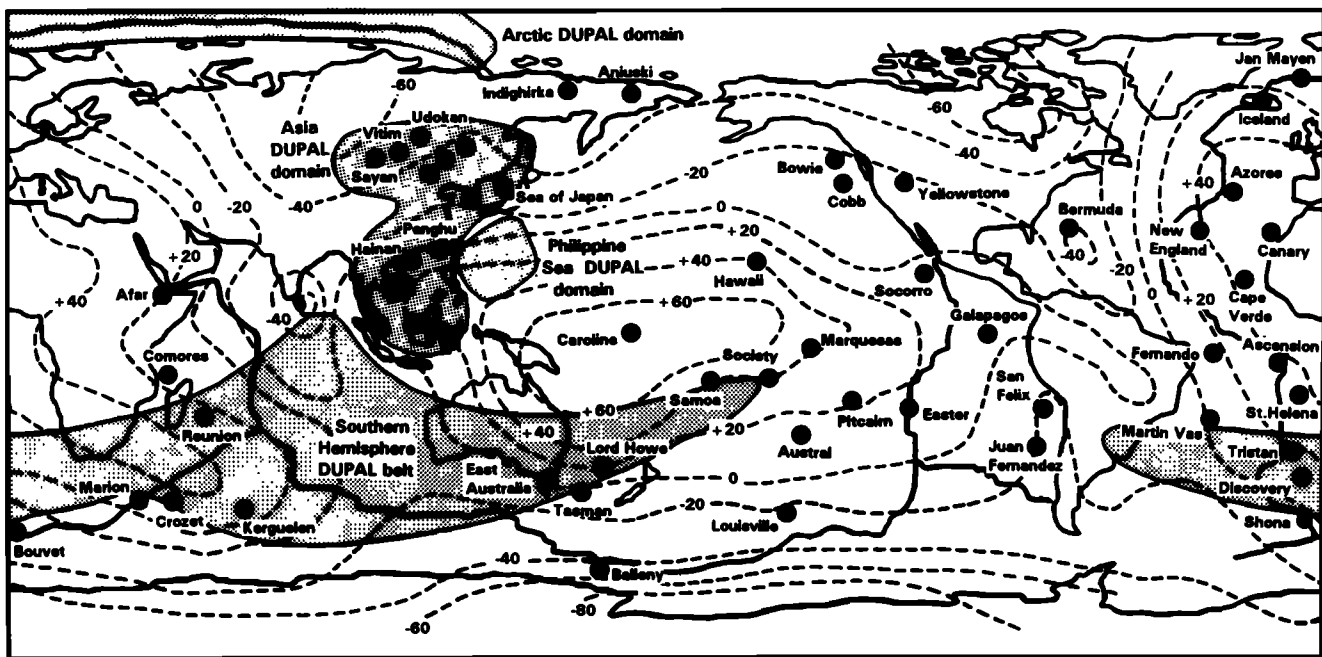 Arctic DUPAL domain
Jan Mayen
-60
Indighirka
Aniuski
-60
Iceland
Asia
DUPAL
domain
Vitim
Udokan
-40
Sayan
-20
Bowie
Azores
+40
0
-20
-40
Sea of Japan
Cobb
Yellowstone
0
Bermuda
New
England
Penghu
+20
Canary
Hainan
Philippine
Sea DUPAL
domain
+20
+40
Hawaii
-40
-20
Afar
+40
-40
Socorro
0
+20
Cape
Verde
+60
Caroline
Galapagos
Marquesas
Fernando
Ascension
Comores
Society
San
Felix
Samoa
+60
Pitcairn
Easter
St.Helena
Reunion
Southern
Hemisphere
DUPAL belt
+40
+20
Martin Vas
Lord Howe
Austral
Juan
Fernandez
Tristan
East
Australia
0
Marion
Discovery
Crozet
Kerguelen
Tasman
-20
Louisville
Shona
Bouvet
-40
Balleny
-80
-60